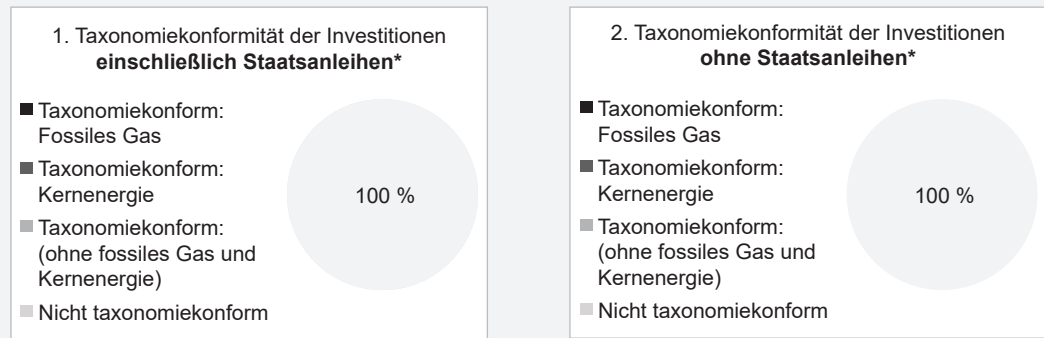 1. Taxonomiekonformität der Investitionen
einschließlich Staatsanleihen*
Taxonomiekonform:
Fossiles Gas
Taxonomiekonform:
Kernenergie
Taxonomiekonform:
(ohne fossiles Gas und
Kernenergie)
Nicht taxonomiekonform
100 %
2. Taxonomiekonformität der Investitionen
ohne Staatsanleihen*
Taxonomiekonform:
Fossiles Gas
Taxonomiekonform:
Kernenergie
Taxonomiekonform:
(ohne fossiles Gas und
Kernenergie)
Nicht taxonomiekonform
100 %